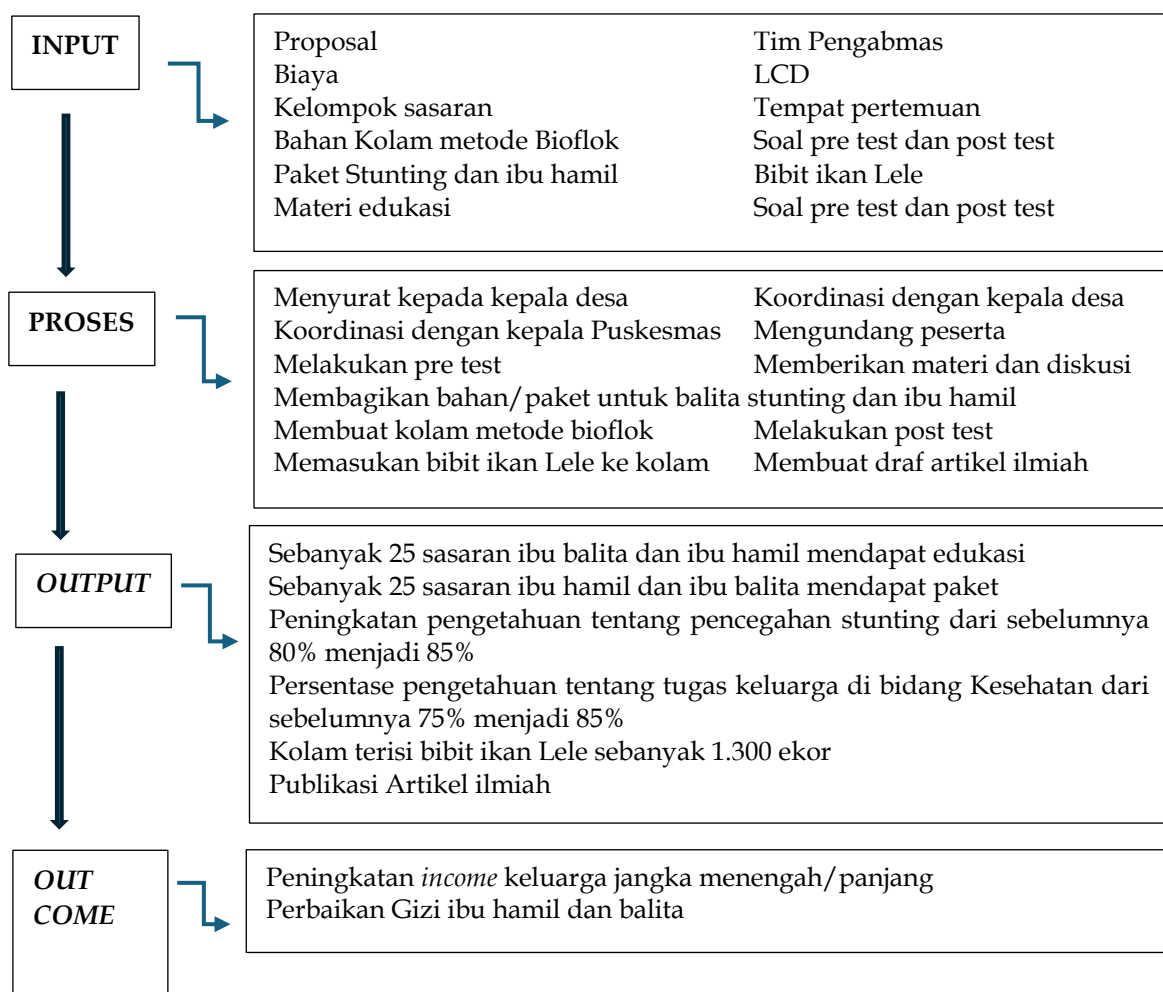 INPUT
Proposal Tim Pengabmas
Biaya LCD
Kelompok sasaran Tempat pertemuan
Bahan Kolam metode Bioflok Soal pre test dan post test
Paket Stunting dan ibu hamil Bibit ikan Lele
Materi edukasi Soal pre test dan post test
PROSES
Menyurat kepada kepala desa Koordinasi dengan kepala desa
Koordinasi dengan kepala Puskesmas Mengundang peserta
Melakukan pre test Memberikan materi dan diskusi
Membagikan bahan/paket untuk balita stunting dan ibu hamil
Membuat kolam metode bioflok Melakukan post test
Memasukan bibit ikan Lele ke kolam Membuat draf artikel ilmiah
OUTPUT
Sebanyak 25 sasaran ibu balita dan ibu hamil mendapat edukasi
Sebanyak 25 sasaran ibu hamil dan ibu balita mendapat paket
Peningkatan pengetahuan tentang pencegahan stunting dari sebelumnya
80% menjadi 85%
Persentase pengetahuan tentang tugas keluarga di bidang Kesehatan dari
sebelumnya 75% menjadi 85%
Kolam terisi bibit ikan Lele sebanyak 1.300 ekor
Publikasi Artikel ilmiah
OUT
COME
Peningkatan income keluarga jangka menengah/panjang
Perbaikan Gizi ibu hamil dan balita